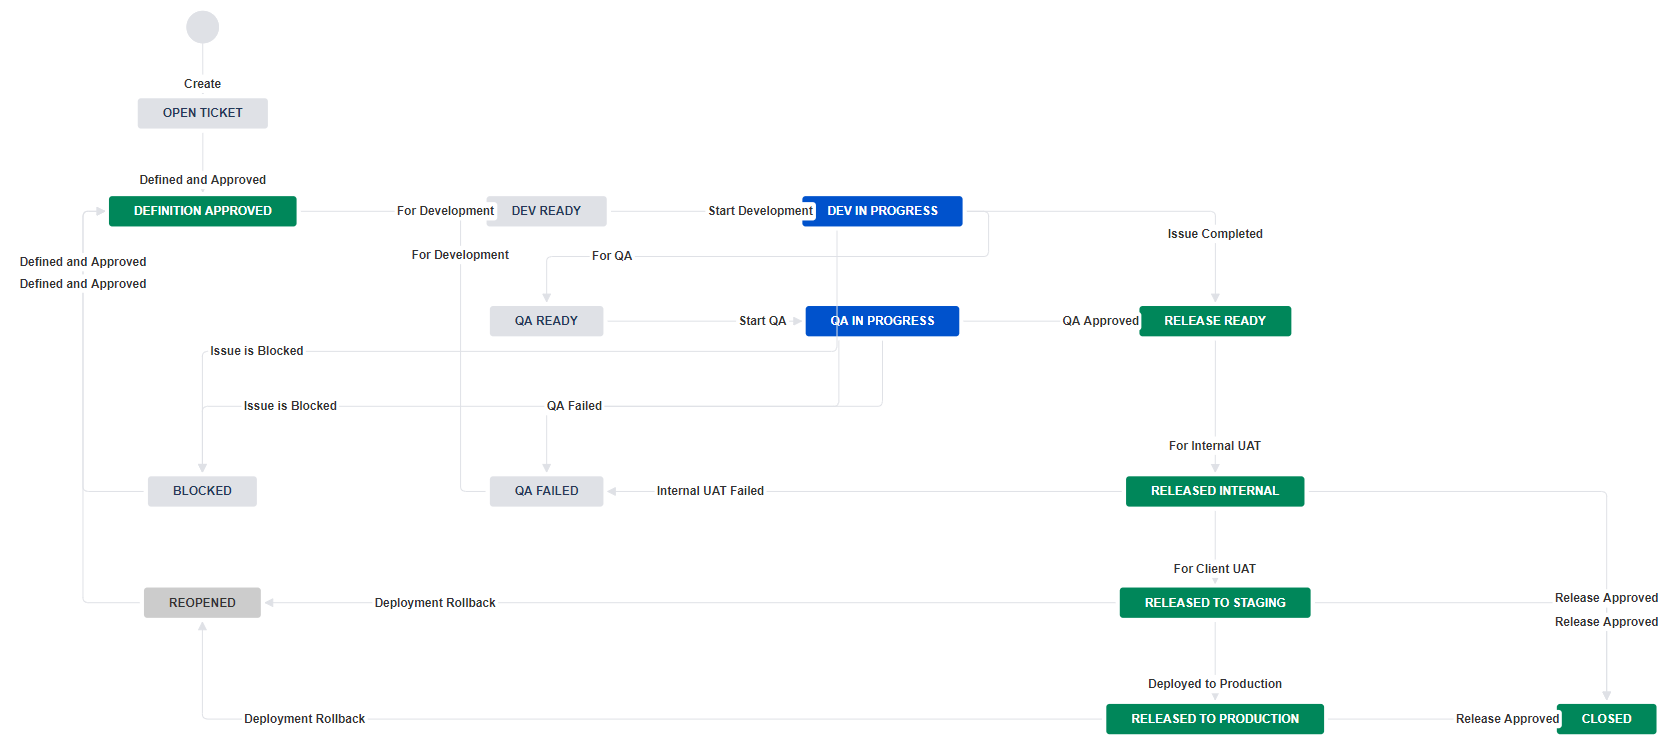 Create
OPEN TICKET
Defined and Approved
DEFINITION APPROVED
For Development
DEV READY
Start Development
DEV IN PROGRESS
Issue Completed
For Development
For QA
Defined and Approved
Defined and Approved
QA READY
Start QA
QA IN PROGRESS
QA Approved
RELEASE READY
Issue is Blocked
Issue is Blocked
QA Failed
For Internal UAT
BLOCKED
QA FAILED
Internal UAT Failed
RELEASED INTERNAL
For Client UAT
REOPENED
Deployment Rollback
RELEASED TO STAGING
Release Approved
Release Approved
Deployed to Production
Deployment Rollback
RELEASED TO PRODUCTION
Release Approved
CLOSED